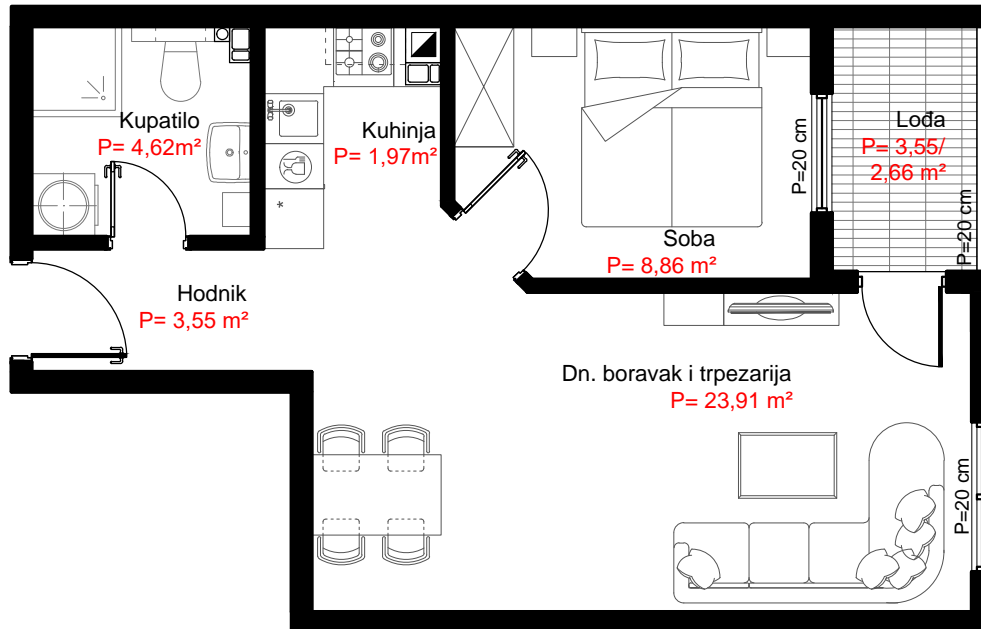 Kupatilo
P= 4,62m²
Kuhinja
P= 1,97m²
*
Lođa
P= 3,55/
2,66 m²
P=20 cm
P=20 cm
Soba
P= 8,86 m²
Hodnik
P= 3,55 m²
Dn. boravak i trpezarija
P= 23,91 m²
P=20 cm